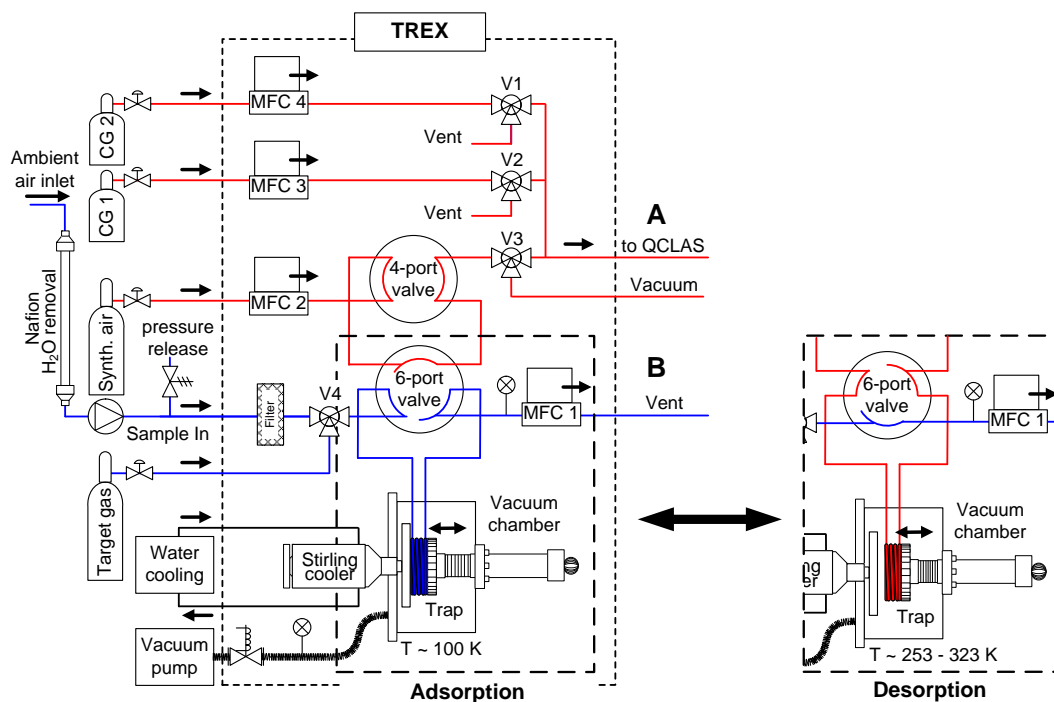 TREX
CG 2
MFC 4
V1
Vent
Ambient
air inlet
CG 1
MFC 3
V2
Vent
A
to QCLAS
V3
Vacuum
4-port
valve
Synth. air
MFC 2
Nafion
H2O removal
pressure
release
Sample In
Filter
V4
6-port
valve
MFC 1
B
Vent
Target gas
Water
cooling
Stirling
cooler
Vacuum
chamber
Trap
T ~ 100 K
Vacuum
pump
Adsorption
6-port
valve
MFC 1
Vacuum
chamber
ng
er
Trap
T ~ 253 - 323 K
Desorption